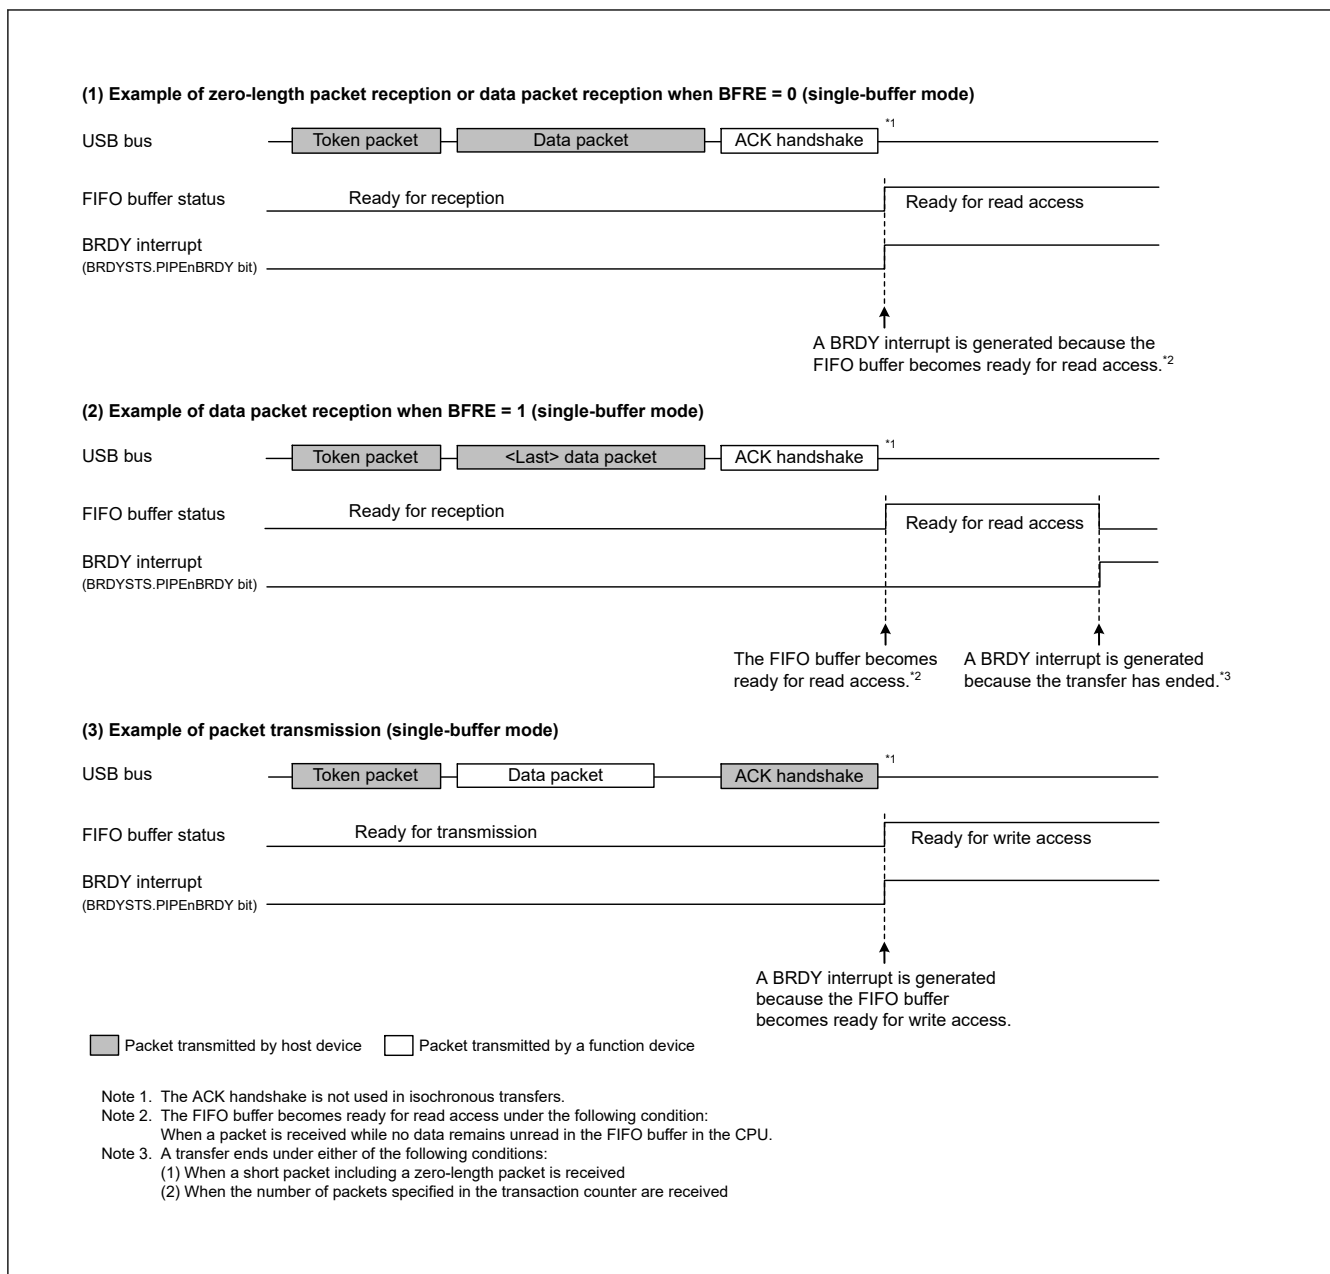 (1) Example of zero-length packet reception or data packet reception when BFRE = 0 (single-buffer mode)
USB bus
Token packet
Data packet
ACK handshake
*1
FIFO buffer status
Ready for reception
Ready for read access
BRDY interrupt
(BRDYSTS.PIPEnBRDY bit)
A BRDY interrupt is generated because the
FIFO buffer becomes ready for read access.*2
(2) Example of data packet reception when BFRE = 1 (single-buffer mode)
USB bus
Token packet
<Last> data packet
ACK handshake
*1
FIFO buffer status
Ready for reception
Ready for read access
BRDY interrupt
(BRDYSTS.PIPEnBRDY bit)
The FIFO buffer becomes
ready for read access.*2
A BRDY interrupt is generated
because the transfer has ended.*3
(3) Example of packet transmission (single-buffer mode)
USB bus
Token packet
Data packet
ACK handshake
*1
FIFO buffer status
Ready for transmission
Ready for write access
BRDY interrupt
(BRDYSTS.PIPEnBRDY bit)
A BRDY interrupt is generated
because the FIFO buffer
becomes ready for write access.
Packet transmitted by host device
Packet transmitted by a function device
Note 1. The ACK handshake is not used in isochronous transfers.
Note 2. The FIFO buffer becomes ready for read access under the following condition:
When a packet is received while no data remains unread in the FIFO buffer in the CPU.
Note 3. A transfer ends under either of the following conditions:
(1) When a short packet including a zero-length packet is received
(2) When the number of packets specified in the transaction counter are received